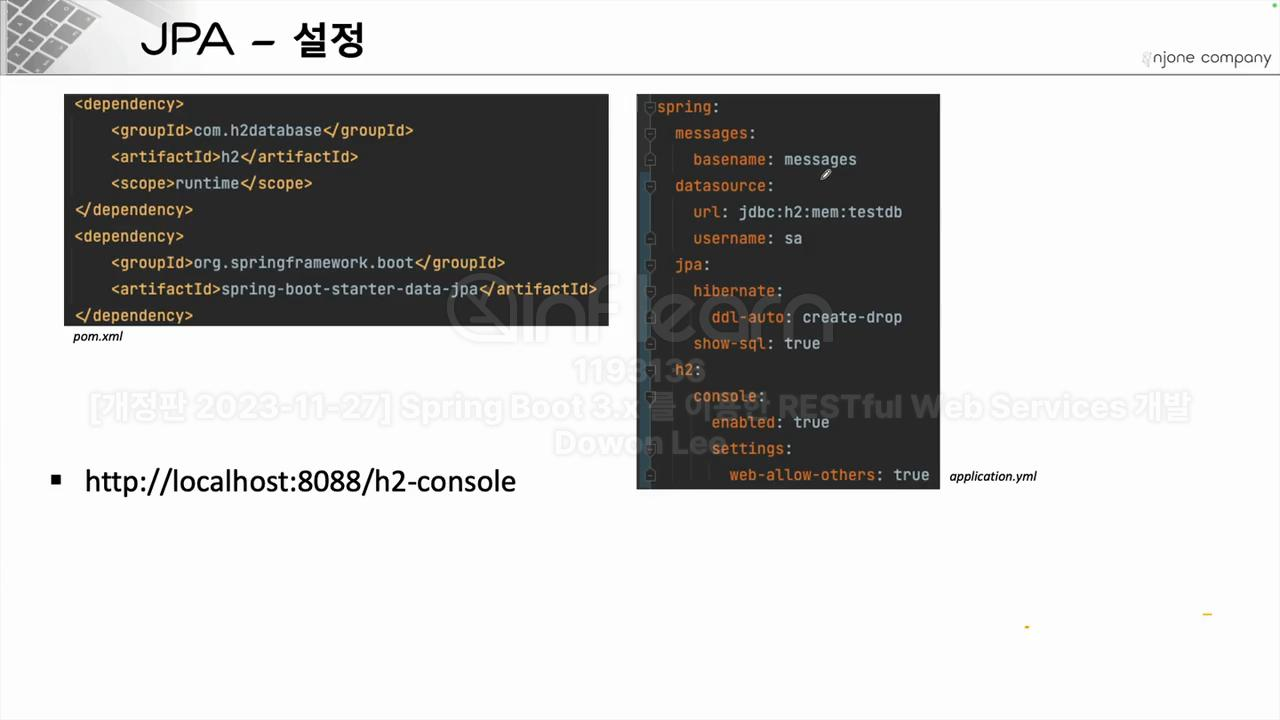 JPA – 설정
njone company
<dependency>
<groupId>com.h2database</groupId>
<artifactId>h2</artifactId>
<scope>runtime</scope>
</dependency>
<dependency>
<groupId>org.springframework.boot</groupId>
<artifactId>spring-boot-starter-data-jpa</artifactId>
</dependency>
pom.xml
spring:
messages:
basename: messages
datasource:
url: jdbc:h2:mem:testdb
username: sa
jpa:
hibernate:
ddl-auto: create-drop
show-sql: true
h2:
console:
enabled: true
settings:
web-allow-others: true
application.yml
inflearn
1193136
[개정판 2023-11-27] Spring Boot 3.x 를 이용한 RESTful Web Services 개발
Dowon Lee
▪ http://localhost:8088/h2-console